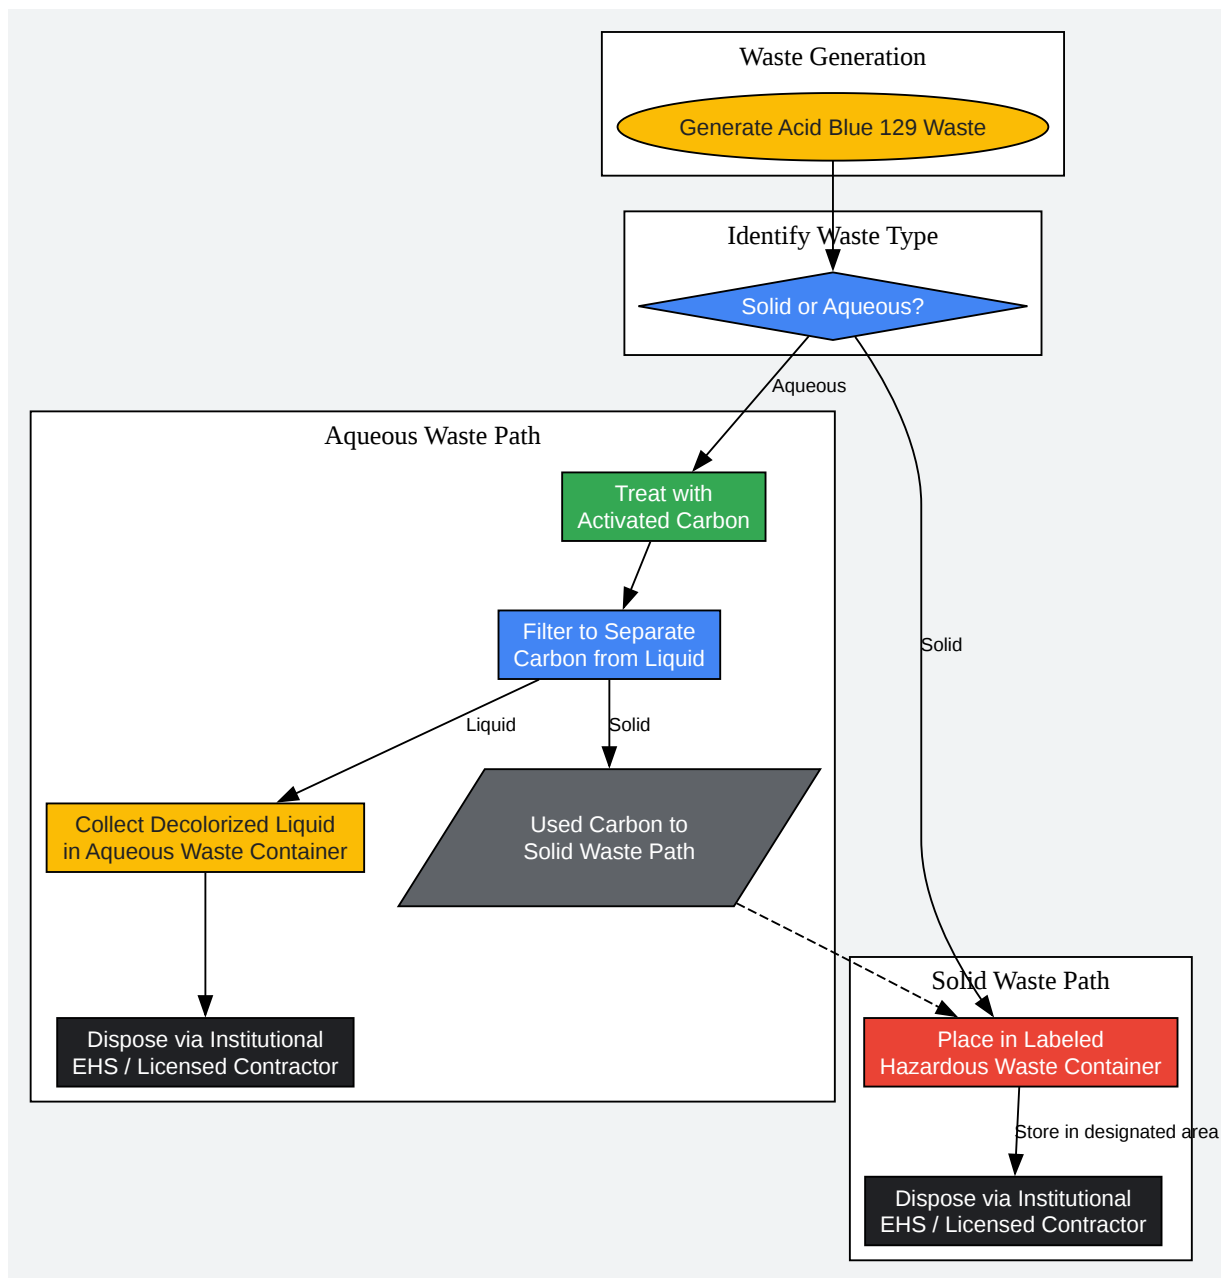 Waste Generation
Generate Acid Blue 129 Waste
Identify Waste Type
Solid or Aqueous?
Aqueous
Aqueous Waste Path
Treat with
Activated Carbon
Filter to Separate
Carbon from Liquid
Solid
Liquid
Solid
Collect Decolorized Liquid
in Aqueous Waste Container
Used Carbon to
Solid Waste Path
Solid Waste Path
Dispose via Institutional
EHS / Licensed Contractor
Place in Labeled
Hazardous Waste Container
Store in designated area
Dispose via Institutional
EHS / Licensed Contractor